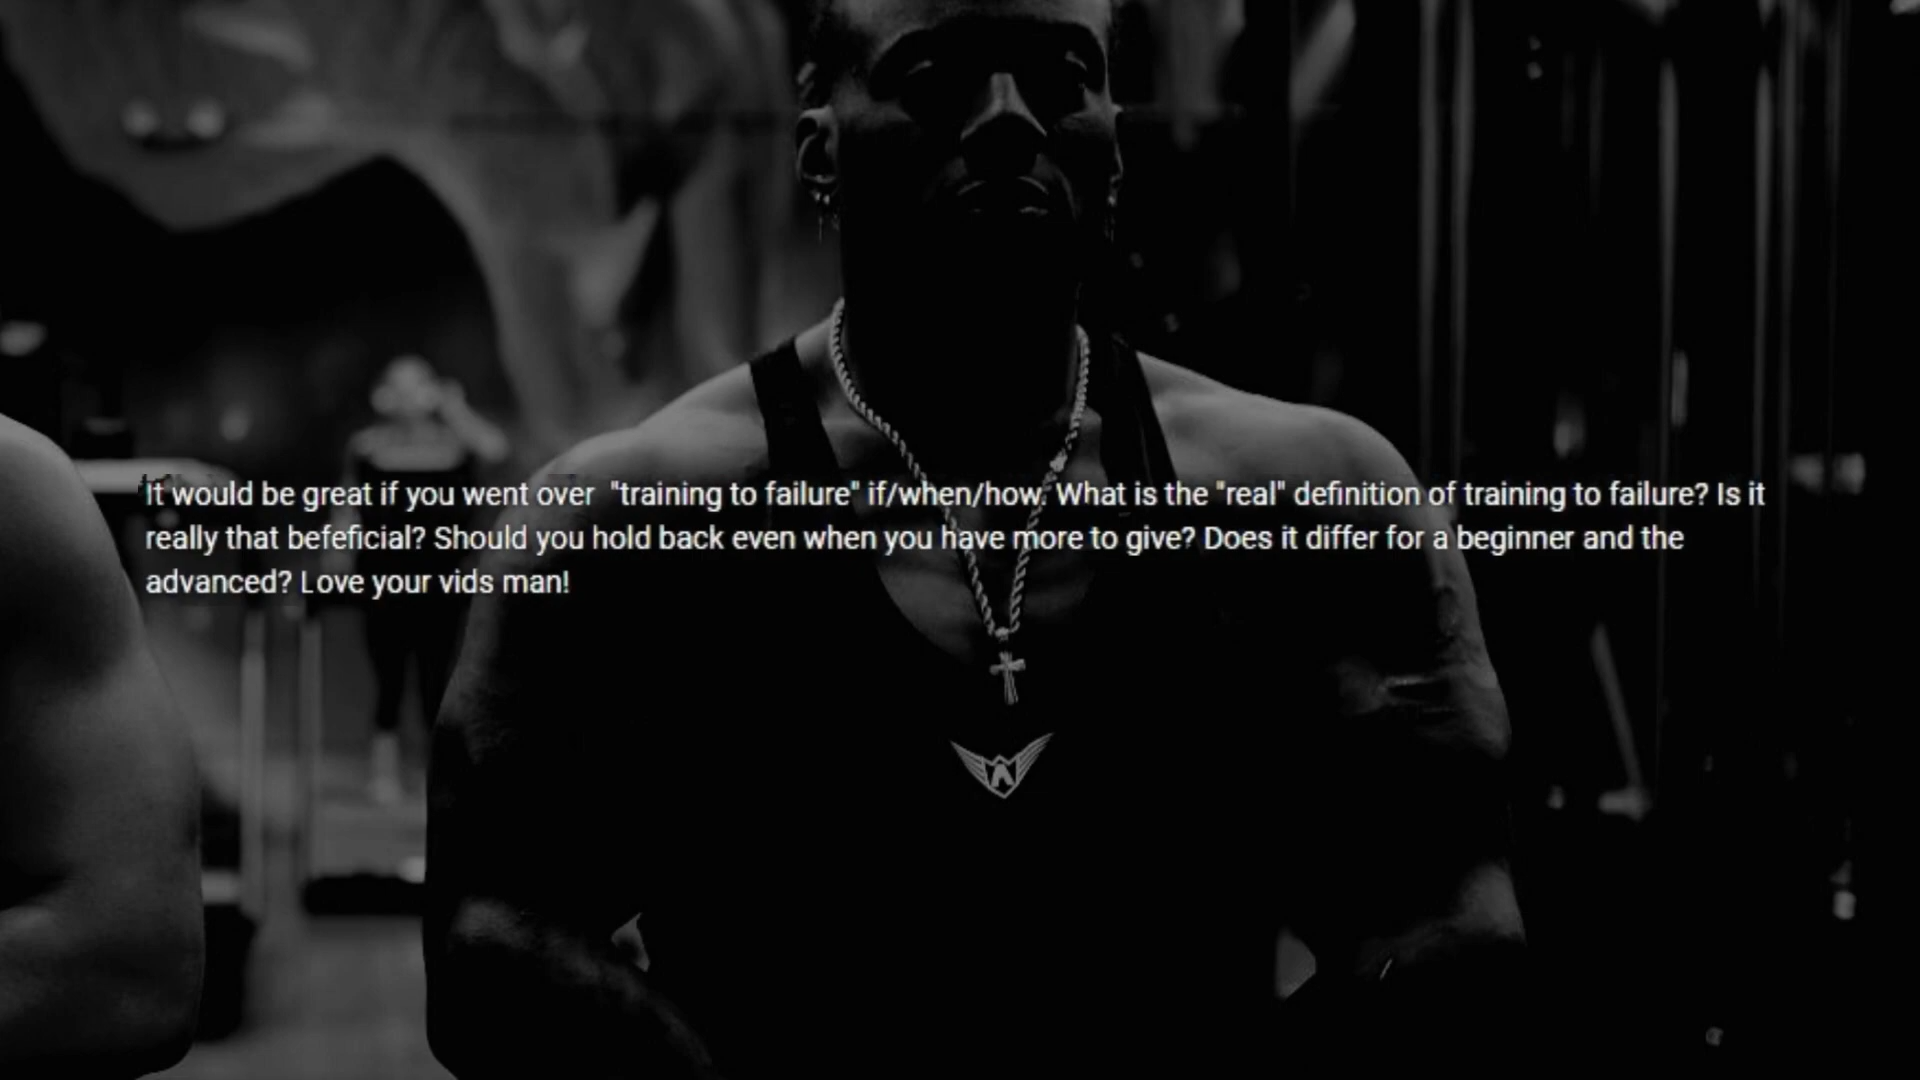 It would be great if you went over  "training to failure" if/when/how. What is the "real" definition of training to failure? Is it
really that befeficial? Should you hold back even when you have more to give? Does it differ for a beginner and the
advanced? Love your vids man!